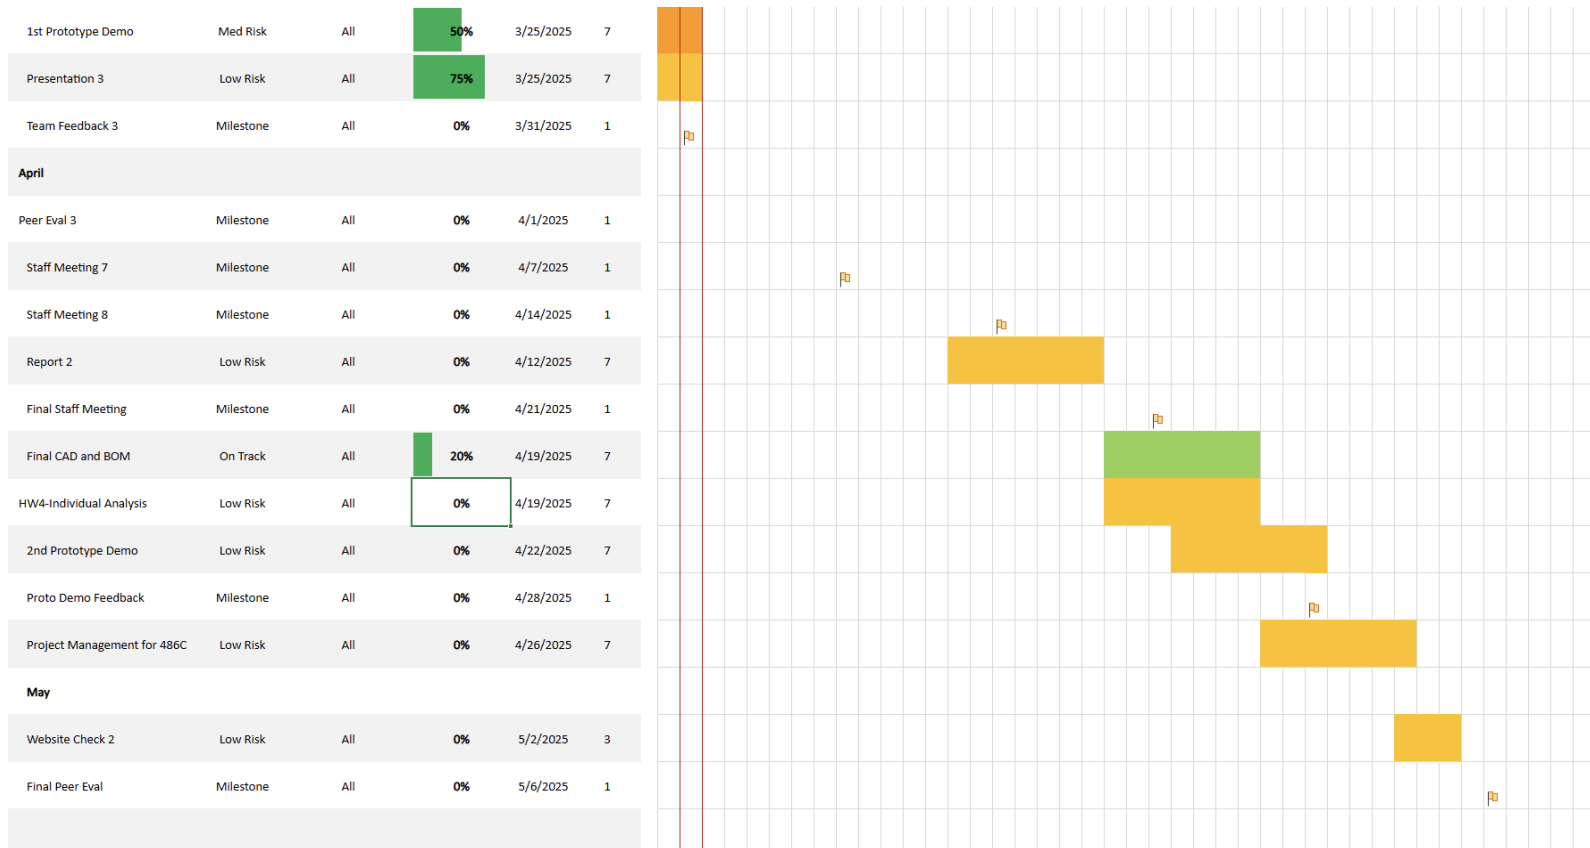 1st Prototype Demo Med Risk All 50% 3/25/2025 7
Presentation 3 Low Risk All 75% 3/25/2025 7
Team Feedback 3 Milestone All 0% 3/31/2025 1
April
Peer Eval 3 Milestone All 0% 4/1/2025 1
Staff Meeting 7 Milestone All 0% 4/7/2025 1
Staff Meeting 8 Milestone All 0% 4/14/2025 1
Report 2 Low Risk All 0% 4/12/2025 7
Final Staff Meeting Milestone All 0% 4/21/2025 1
Final CAD and BOM On Track All 20% 4/19/2025 7
HW4-Individual Analysis Low Risk All 0% 4/19/2025 7
2nd Prototype Demo Low Risk All 0% 4/22/2025 7
Proto Demo Feedback Milestone All 0% 4/28/2025 1
Project Management for 486C Low Risk All 0% 4/26/2025 7
May
Website Check 2 Low Risk All 0% 5/2/2025 3
Final Peer Eval Milestone All 0% 5/6/2025 1